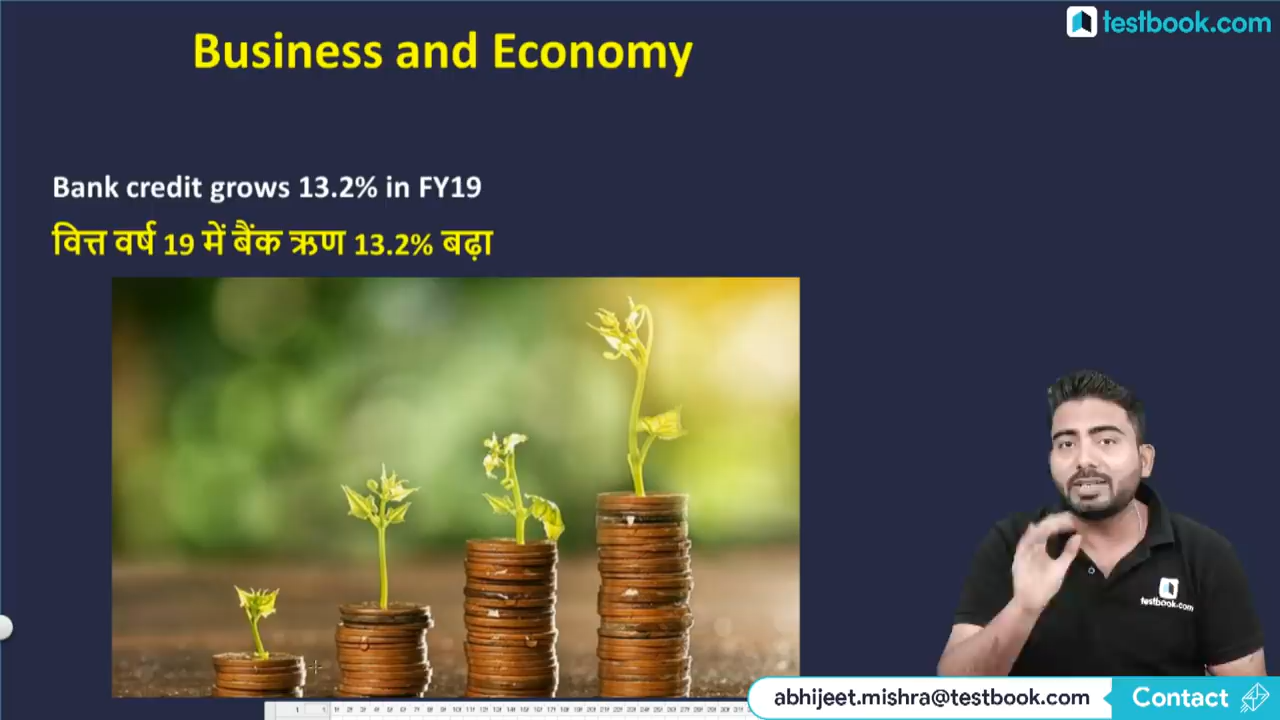 testbook.com
Business and Economy
Bank credit grows 13.2% in FY19
वित्त वर्ष 19 में बैंक ऋण 13.2% बढ़ा
testbook.com
abhijeet.mishra@testbook.com
Contact